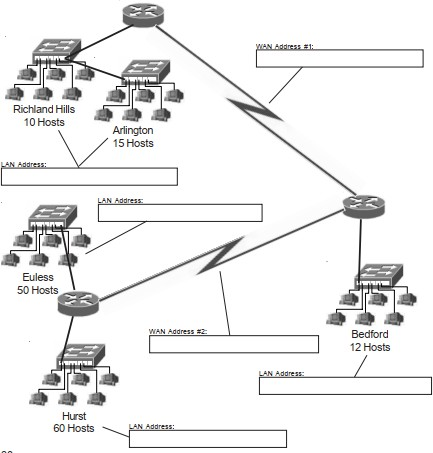 WAN Address #1:
Richland Hills
10 Hosts
Arlington
15 Hosts
LAN Address:
LAN Address:
Euless
50 Hosts
WAN Address #2:
Bedford
12 Hosts
LAN Address:
Hurst
60 Hosts
LAN Address: